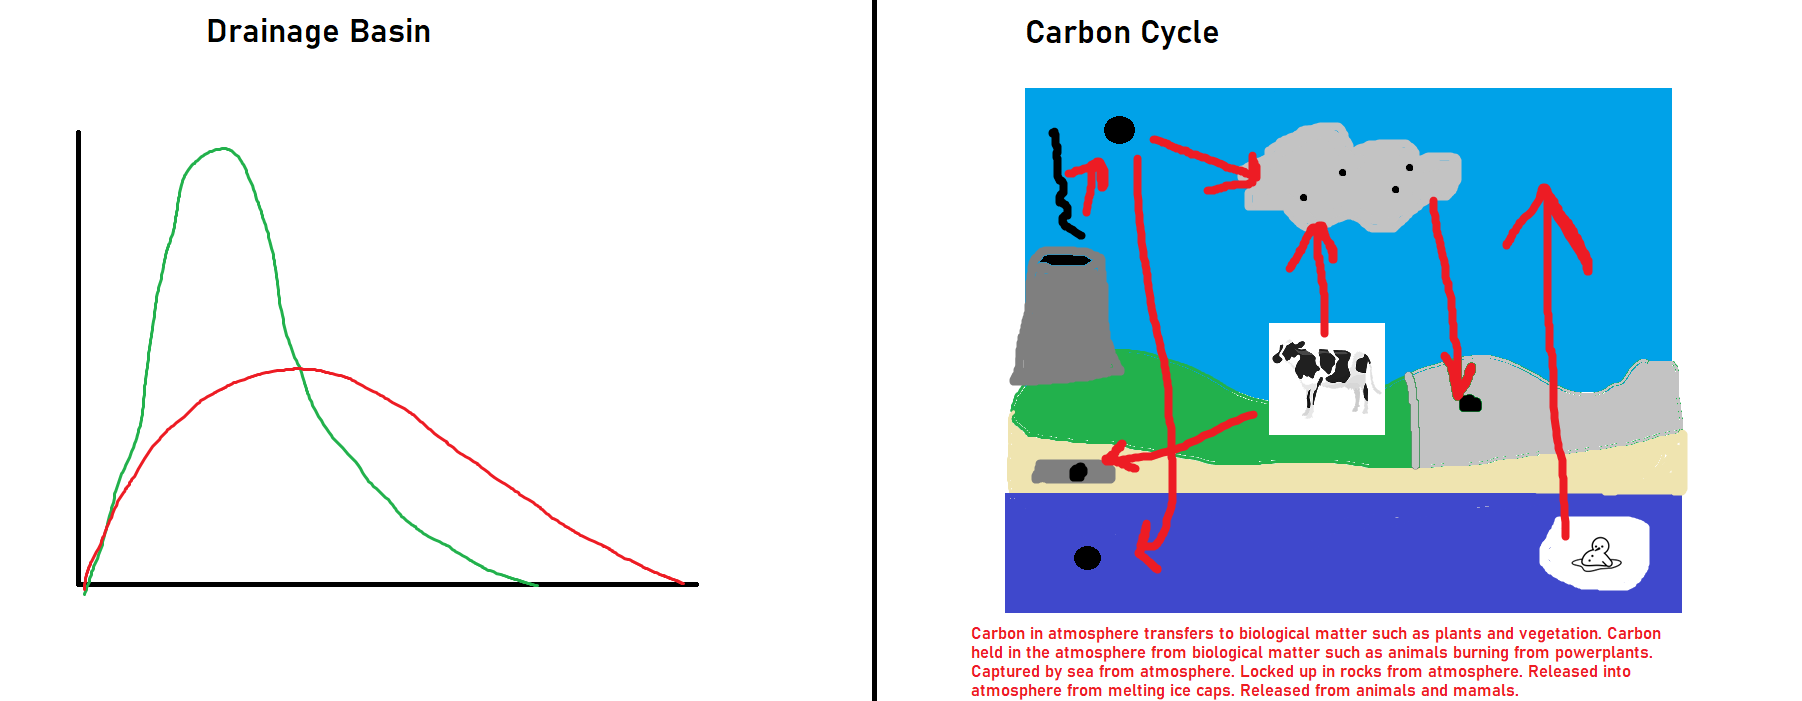 Drainage Basin
Carbon Cycle
Carbon in atmosphere transfers to biological matter such as plants and vegetation. Carbon
held in the atmosphere from biological matter such as animals burning from powerplants.
Captured by sea from atmosphere. Locked up in rocks from atmosphere. Released into
atmosphere from melting ice caps. Released from animals and mamals.